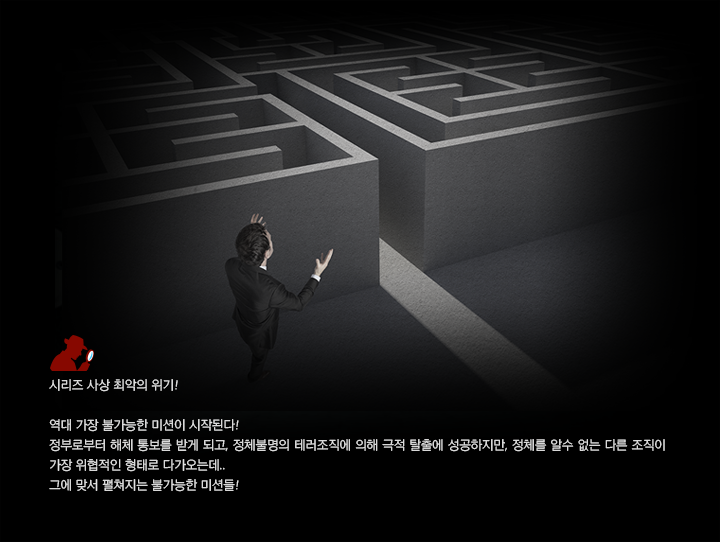 시리즈 사상 최악의 위기!
역대 가장 불가능한 미션이 시작된다!
정부로부터 해체 통보를 받게 되고, 정체불명의 테러조직에 의해 극적 탈출에 성공하지만, 정체를 알수 없는 다른 조직이
가장 위협적인 형태로 다가오는데..
그에 맞서 펼쳐지는 불가능한 미션들!